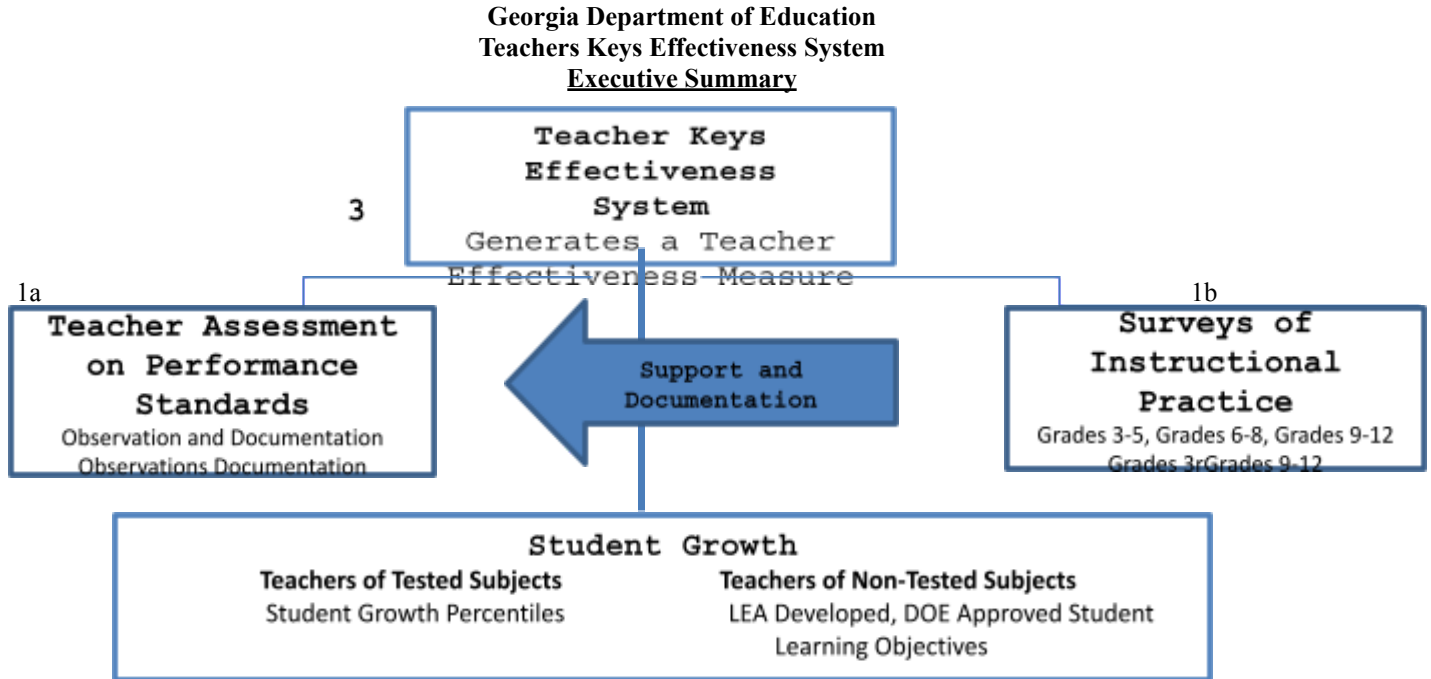 Georgia Department of Education
Teachers Keys Effectiveness System
Executive Summary
Teacher Keys
Effectiveness
System
Generates a Teacher
Effectiveness Measure
3
1a
Teacher Assessment
on Performance
Standards
Observation and Documentation
Observations Documentation
Support and
Documentation
1b
Surveys of
Instructional
Practice
Grades 3-5, Grades 6-8, Grades 9-12
Grades 3rGrades 9-12
Student Growth
Teachers of Tested Subjects
Student Growth Percentiles
Teachers of Non-Tested Subjects
LEA Developed, DOE Approved Student
Learning Objectives